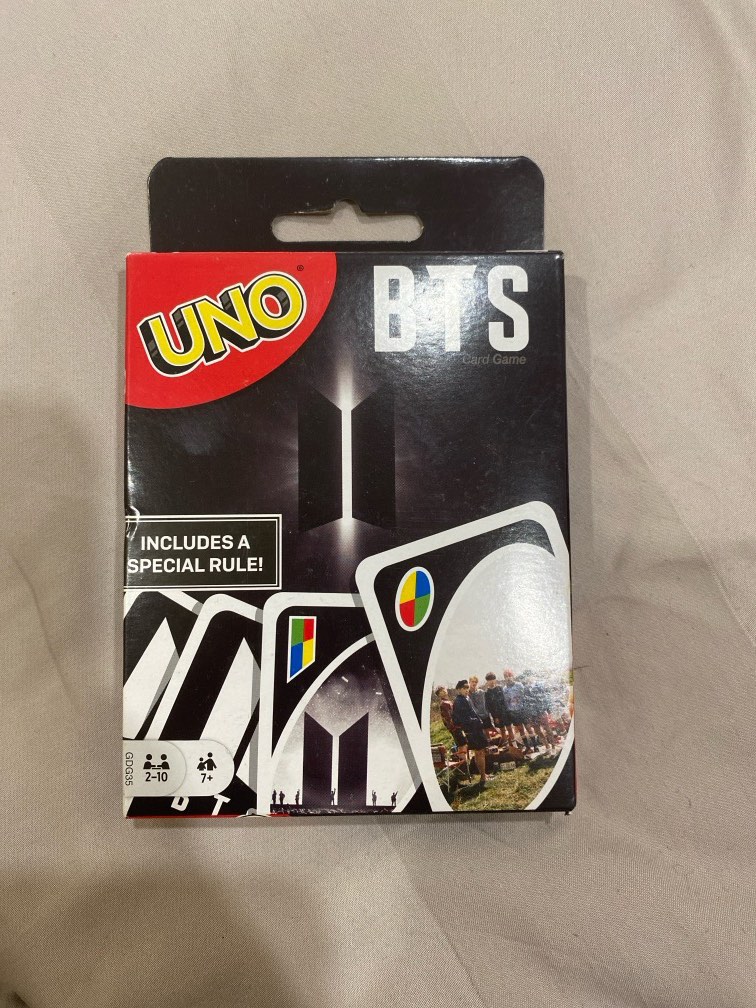 UNO®
BTS
Card Game
INCLUDES A
SPECIAL RULE!
GDG35
2–10
7+
B T